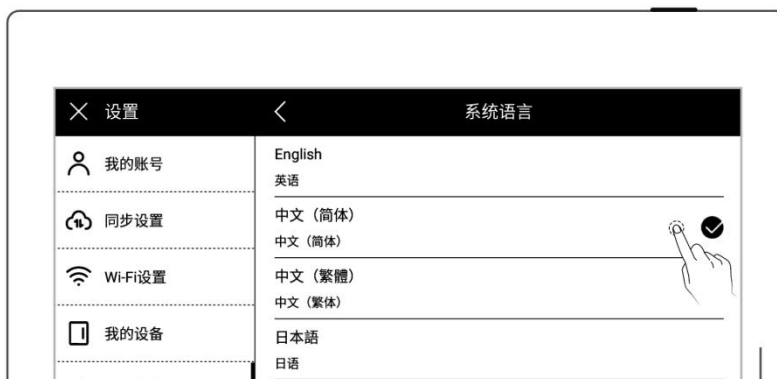 设置
系统语言
我的账号
同步设置
Wi-Fi设置
我的设备
English
英语
中文（简体）
中文（简体）
中文（繁體）
中文（繁体）
日本語
日语